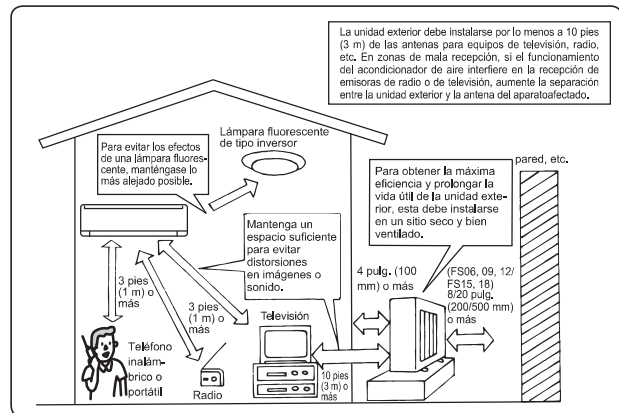 La unidad exterior debe instalarse por lo menos a 10 pies
(3 m) de las antenas para equipos de televisión, radio,
etc. En zonas de mala recepción, si el funcionamiento
del acondicionador de aire interfiere en la recepción de
emisoras de radio o de televisión, aumente la separación
entre la unidad exterior y la antena del aparatoafectado.
Lámpara fluorescente
de tipo inversor
Para evitar los efectos
de una lámpara fluores-
cente, manténgase lo
más alejado posible.
Para obtener la máxima
eficiencia y prolongar la
vida útil de la unidad exte-
rior, esta debe instalarse
en un sitio seco y bien
ventilado.
pared, etc.
Mantenga un
espacio suficiente
para evitar
distorsiones
en imágenes o
sonido.
4 pulg. (100
mm) o más
(FS06, 09, 12/
FS15, 18)
8/20 pulg.
(200/500 mm)
o más
3 pies
(1 m) o
más
3 pies
(1 m) o
más
Televisión
Teléfono
inalám-
brico o
portátil
Radio
10 pies
(3 m) o
más